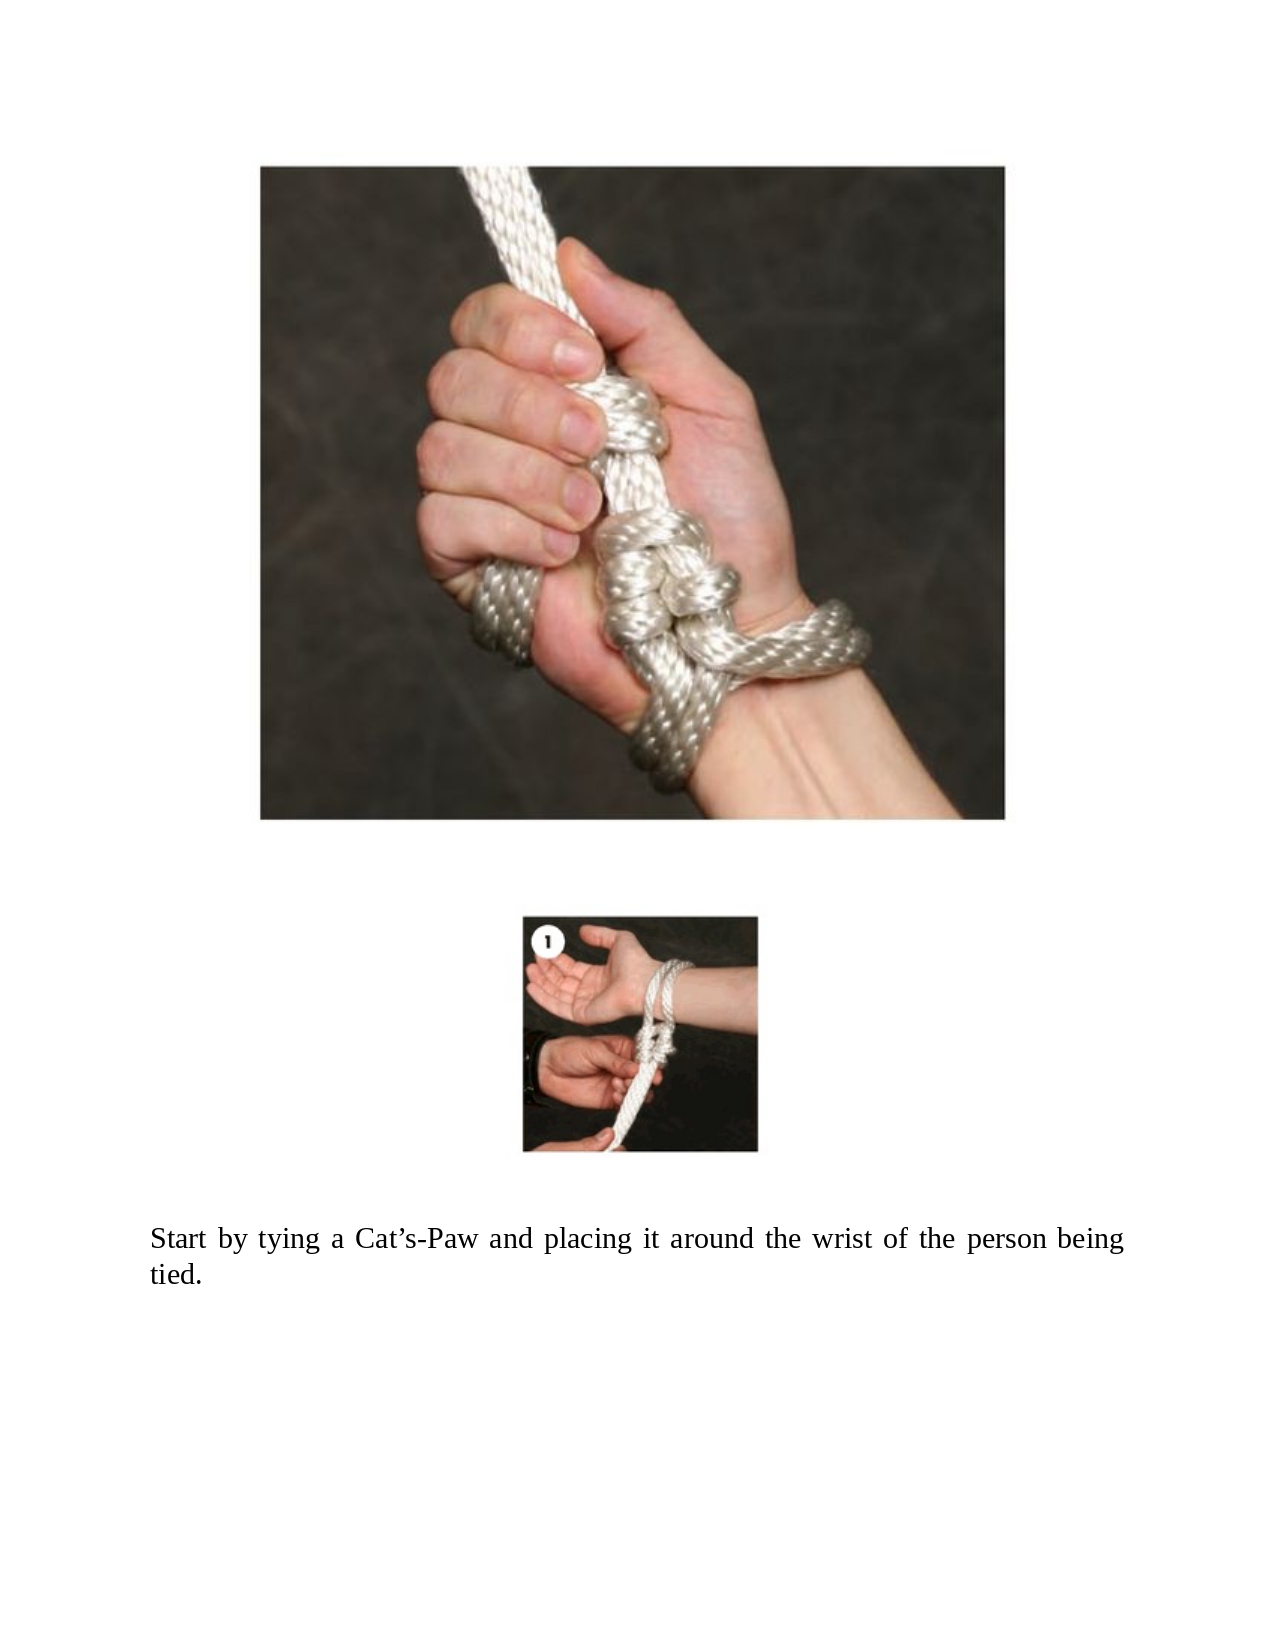 1
Start by tying a Cat’s-Paw and placing it around the wrist of the person being
tied.